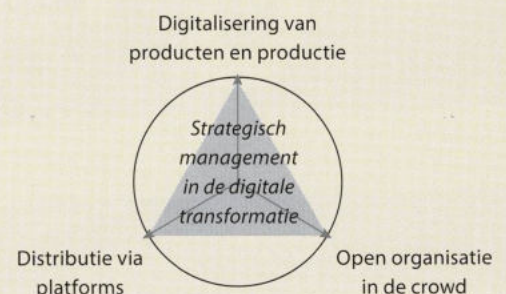 Digitalisering van
producten en productie
Strategisch
management
in de digitale
transformatie
Distributie via
platforms
Open organisatie
in de crowd